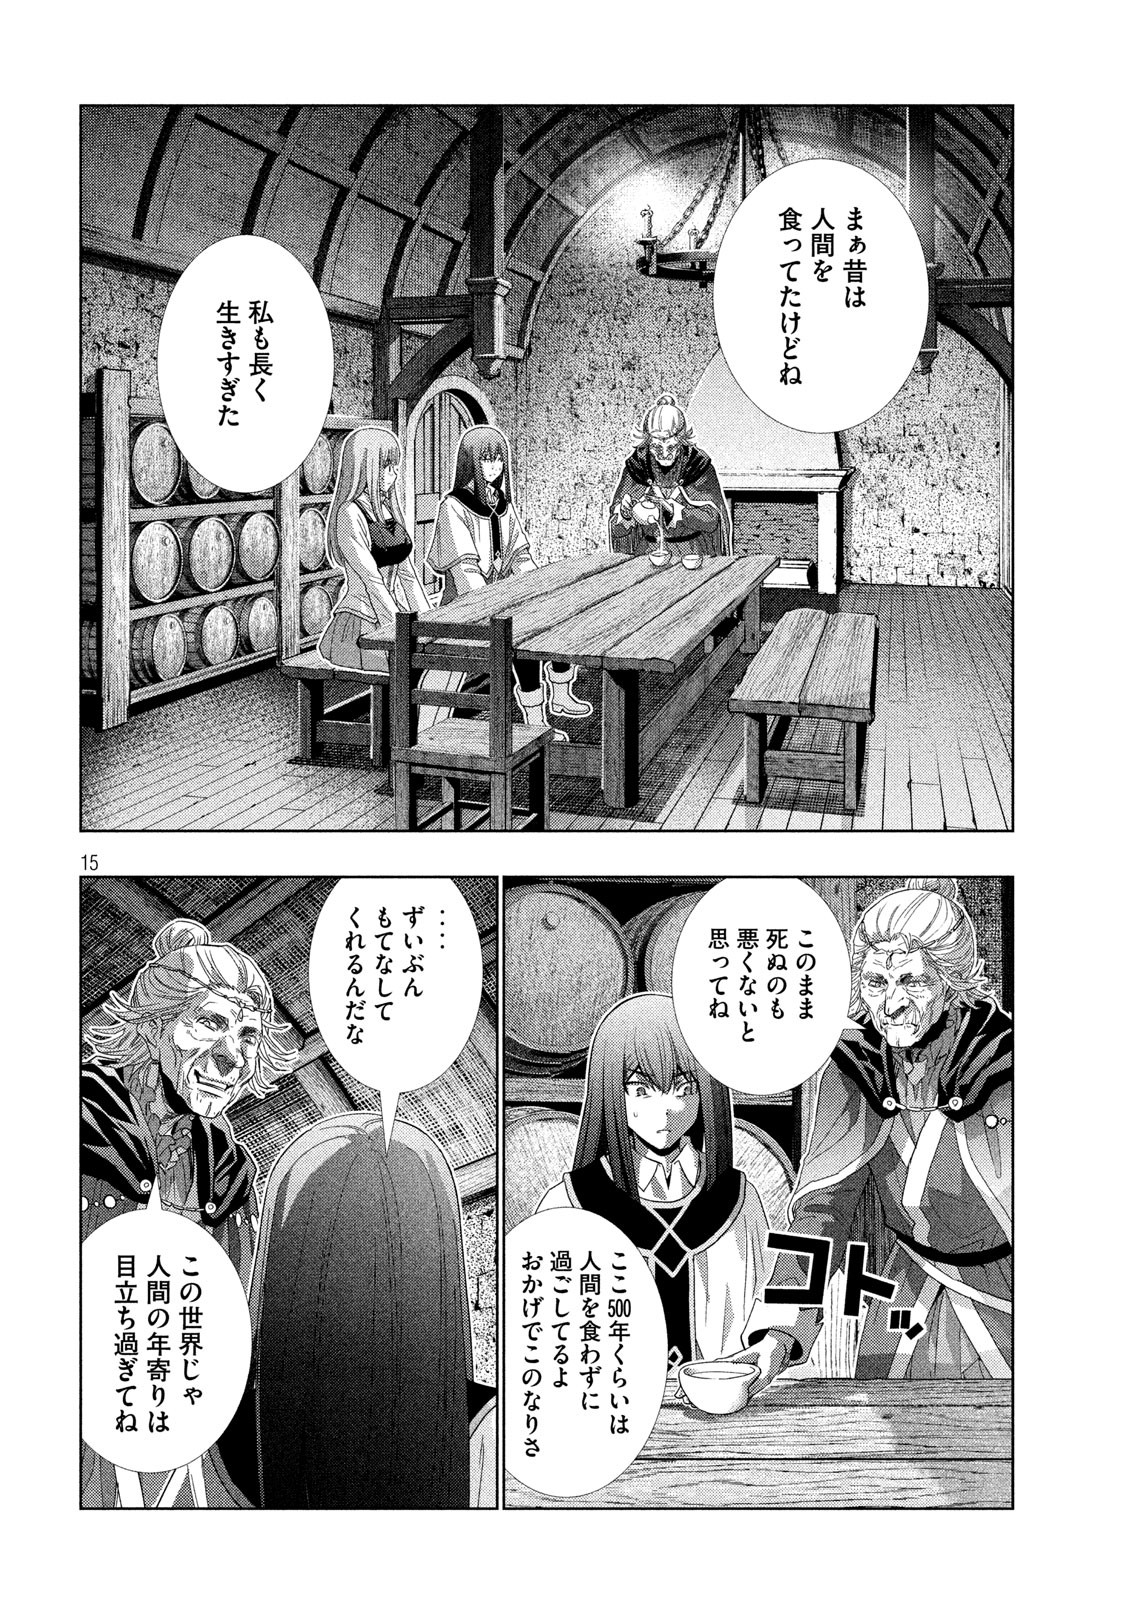 まぁ昔は
人間を
食ってたけどね
私も長く
生きすぎた
15
このまま
死ぬのも
悪くないと
思ってね
コトッ
ここ500年くらいは
人間を食わずに
過ごしてるよ
おかげでこのなりさ
‥‥
ずいぶん
もてなして
くれるんだな
この世界じゃ
人間の年寄りは
目立ち過ぎてね